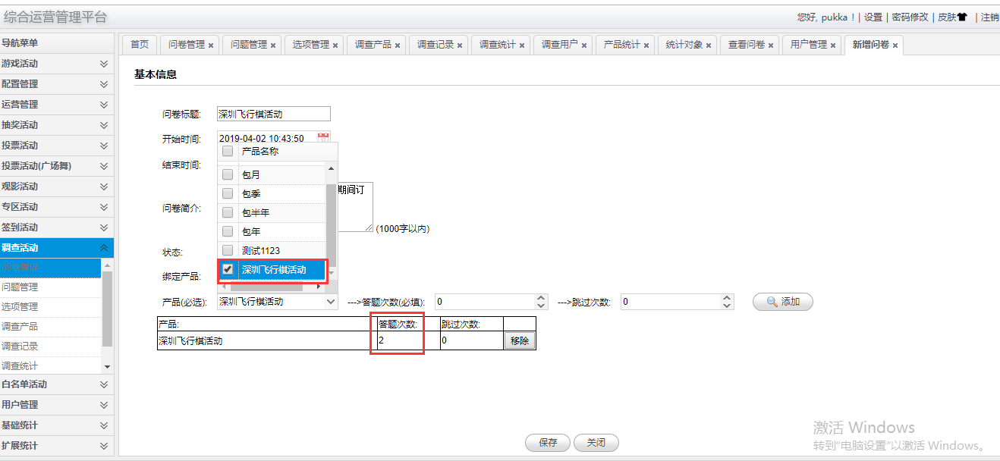 综合运营管理平台
您好, pukka ! | 设置 | 密码修改 | 皮肤 | 注销
导航菜单
游戏活动
配置管理
运营管理
抽奖活动
投票活动
投票活动(广场舞)
观影活动
专区活动
签到活动
调查活动
问卷管理
问题管理
选项管理
调查产品
调查记录
调查统计
白名单活动
用户管理
基础统计
扩展统计
首页 问卷管理 × 问题管理 × 选项管理 × 调查产品 × 调查记录 × 调查统计 × 调查用户 × 产品统计 × 统计对象 × 查看问卷 × 用户管理 × 新增问卷 ×
基本信息
问卷标题: 深圳飞行棋活动
开始时间: 2019-04-02 10:43:50
产品名称
结束时间:
包月
包季
期间订
问卷简介:
包半年
(1000字以内)
包年
状态:
测试1123
深圳飞行棋活动
绑定产品:
产品(必选): 深圳飞行棋活动 --->答题次数(必填): 0 --->跳过次数: 0 添加
产品: 答题次数: 跳过次数:
深圳飞行棋活动 2 0 移除
保存 关闭
激活 Windows
转到"电脑设置"以激活 Windows。